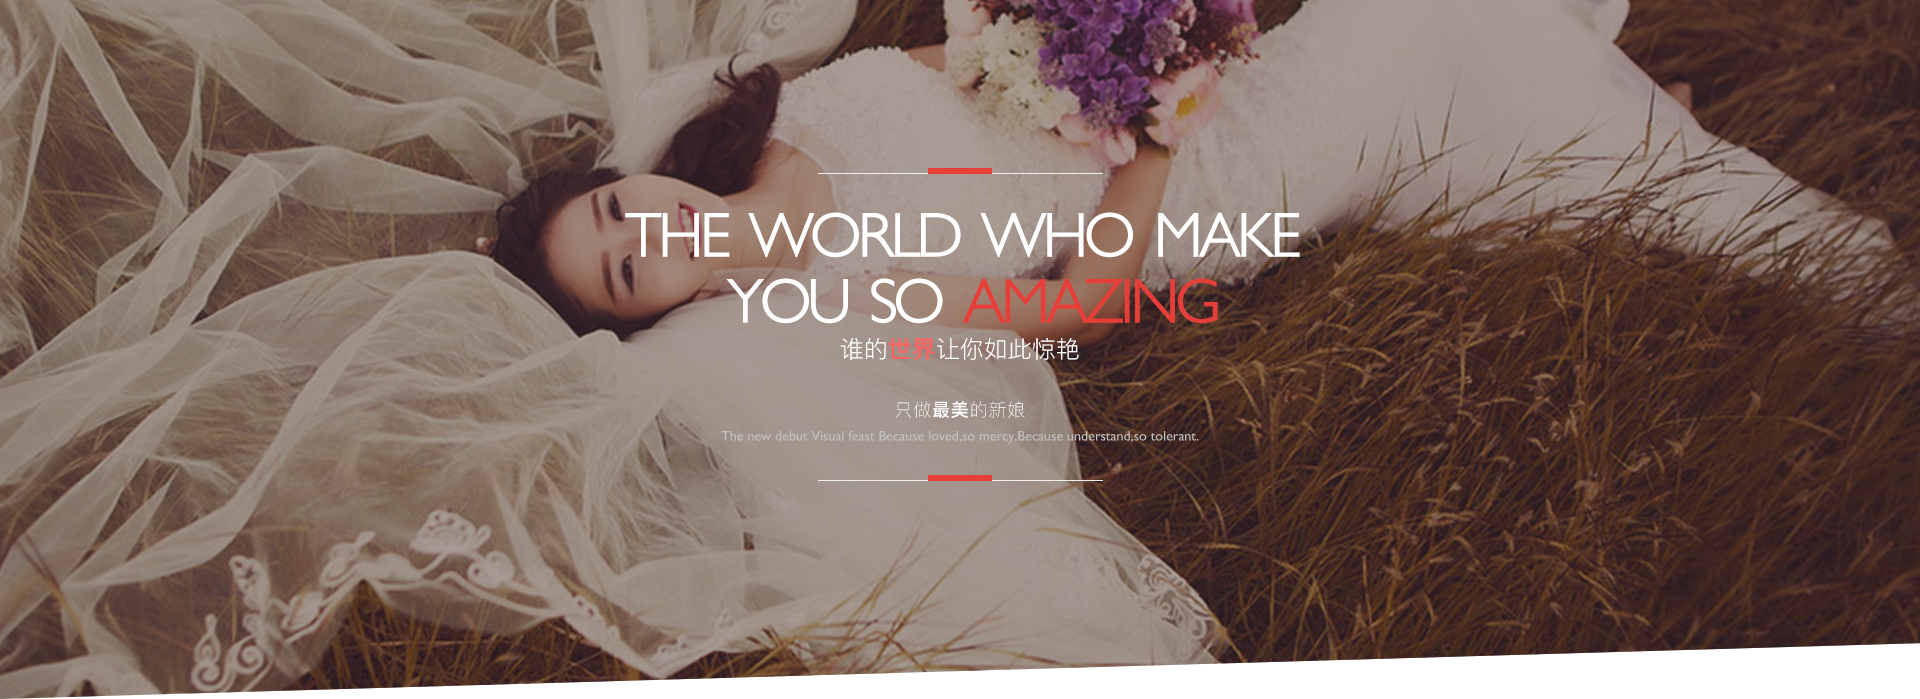 THE WORLD WHO MAKE
YOU SO AMAZING
谁的世界让你如此惊艳
只做最美的新娘
The new debut Visual feast Because loved,so mercy,Because understand,so tolerant.